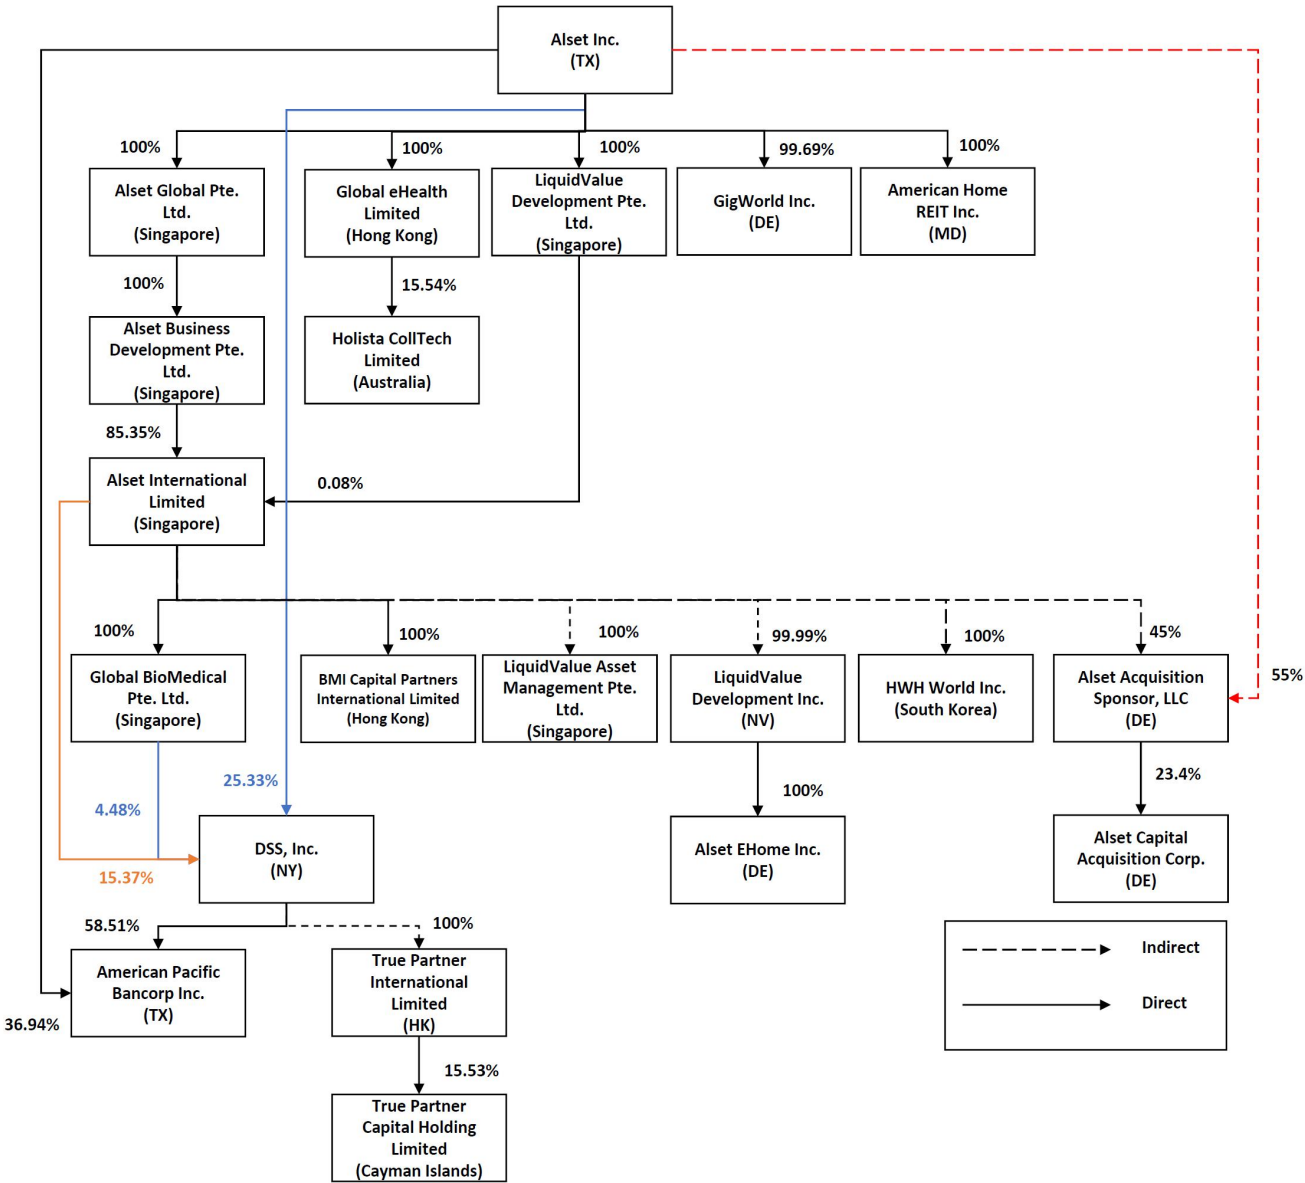 Alset Inc.
(TX)
100%
100%
100%
99.69%
100%
Alset Global Pte.
Ltd.
(Singapore)
Global eHealth
Limited
(Hong Kong)
LiquidValue
Development Pte.
Ltd.
(Singapore)
GigWorld Inc.
(DE)
American Home
REIT Inc.
(MD)
100%
15.54%
Alset Business
Development Pte.
Ltd.
(Singapore)
Holista CollTech
Limited
(Australia)
85.35%
Alset International
Limited
(Singapore)
0.08%
100%
100%
100%
99.99%
100%
45%
55%
Global BioMedical
Pte. Ltd.
(Singapore)
BMI Capital Partners
International Limited
(Hong Kong)
LiquidValue Asset
Management Pte.
Ltd.
(Singapore)
LiquidValue
Development Inc.
(NV)
HWH World Inc.
(South Korea)
Alset Acquisition
Sponsor, LLC
(DE)
4.48%
25.33%
100%
23.4%
15.37%
DSS, Inc.
(NY)
Alset EHome Inc.
(DE)
Alset Capital
Acquisition Corp.
(DE)
58.51%
100%
36.94%
American Pacific
Bancorp Inc.
(TX)
True Partner
International
Limited
(HK)
Indirect
Direct
15.53%
True Partner
Capital Holding
Limited
(Cayman Islands)